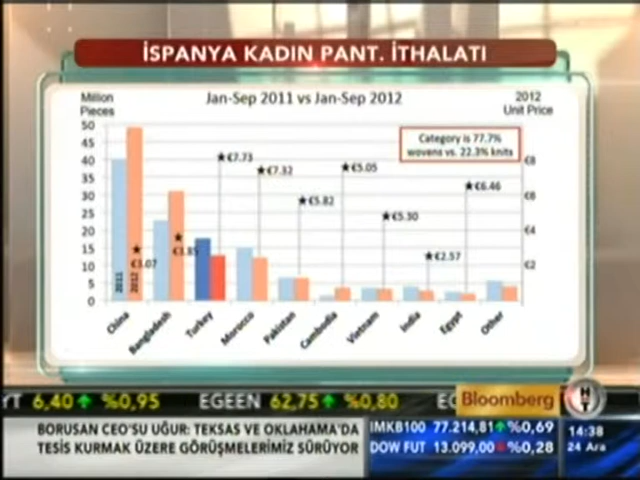 İSPANYA KADIN PANT. İTHALATI
Million
Pieces
Jan-Sep 2011 vs Jan-Sep 2012
2012
Unit Price
Category is 77.7%
wovens vs. 22.3% knits
50
45
40
35
30
25
20
15
10
5
0
€8
€6
€4
€2
€3.07
€3.85
€7.73
€7.32
€5.82
€5.05
€5.30
€2.57
€6.46
2011
2012
China
Bangladesh
Turkey
Morocco
Pakistan
Cambodia
Vietnam
India
Egypt
Other
YT 6,40 %0,95 EGEEN 62,75 %0,80 EG
Bloomberg HT
BORUSAN CEO'SU UĞUR: TEKSAS VE OKLAHAMA'DA
TESİS KURMAK ÜZERE GÖRÜŞMELERİMİZ SÜRÜYOR
IMKB100 77.214,81 %0,69
DOW FUT 13.099,00 %0,28
14:38
24 Ara